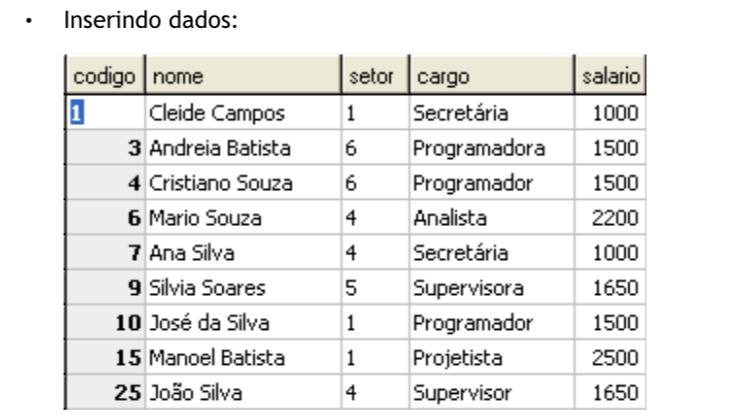 • Inserindo dados:
codigo nome setor cargo salario
1 Cleide Campos 1 Secretária 1000
3 Andreia Batista 6 Programadora 1500
4 Cristiano Souza 6 Programador 1500
6 Mario Souza 4 Analista 2200
7 Ana Silva 4 Secretária 1000
9 Silvia Soares 5 Supervisora 1650
10 José da Silva 1 Programador 1500
15 Manoel Batista 1 Projetista 2500
25 João Silva 4 Supervisor 1650